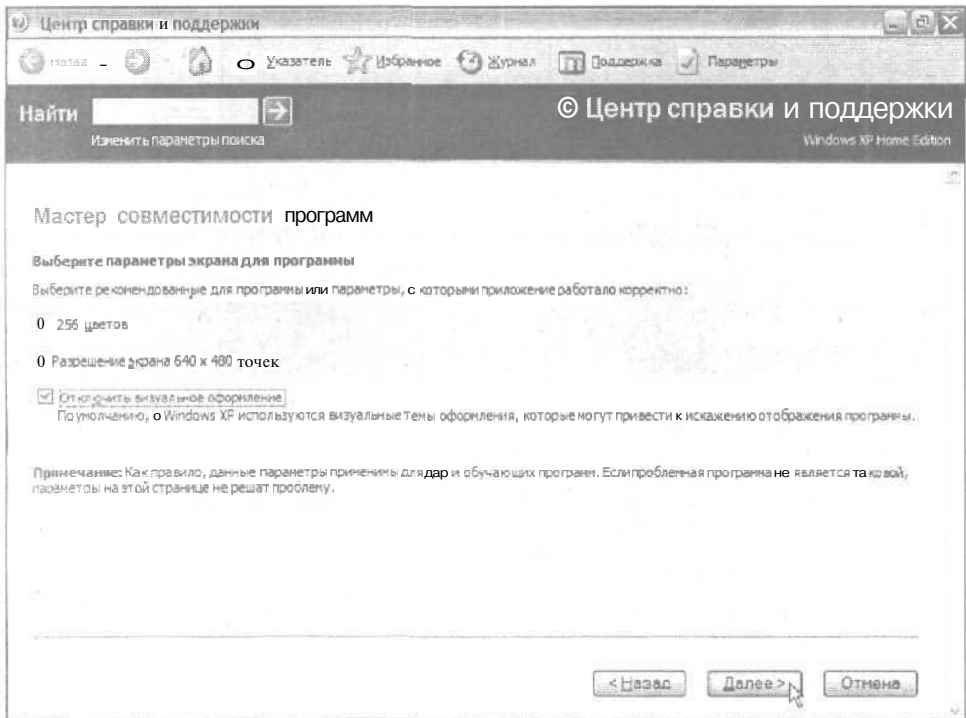 Центр справки и поддержки
Назад - О Указатель Избранное Журнал Поддержка Параметры
Найти
Изменить параметры поиска
© Центр справки и поддержки
Windows XP Home Edition
Мастер совместимости программ
Выберите параметры экрана для программы
Выберите рекомендованные для программы или параметры, с которыми приложение работало корректно:
0 256 цветов
0 Разрешение экрана 640 x 480 точек
Отключить визуальное оформление
По умолчанию, о Windows XP используются визуальные темы оформления, которые могут привести к искажению отображения программы.
Примечание: Как правило, данные параметры применимы для дар и обучающих программ. Если проблемная программа не является таковой,
параметры на этой странице не решат проблему.
< Назад Далее > Отмена